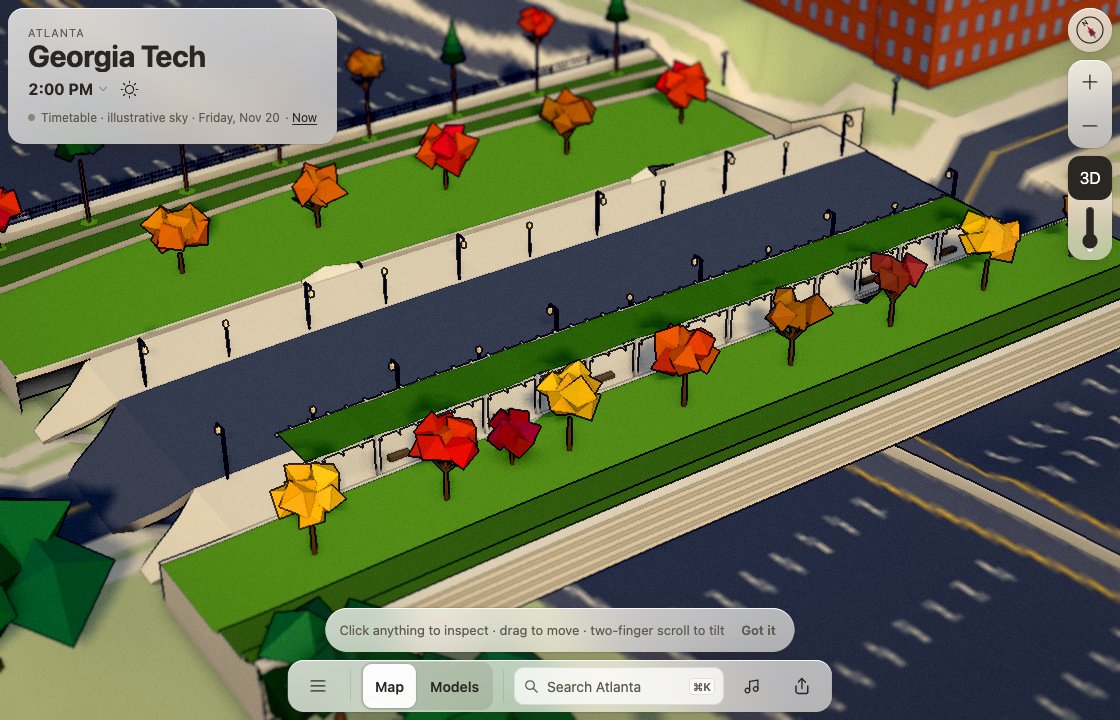 ATLANTA
Georgia Tech
2:00 PM
Timetable · illustrative sky · Friday, Nov 20 · Now
N
+
−
3D
Click anything to inspect · drag to move · two-finger scroll to tilt Got it
Map Models Search Atlanta ⌘K